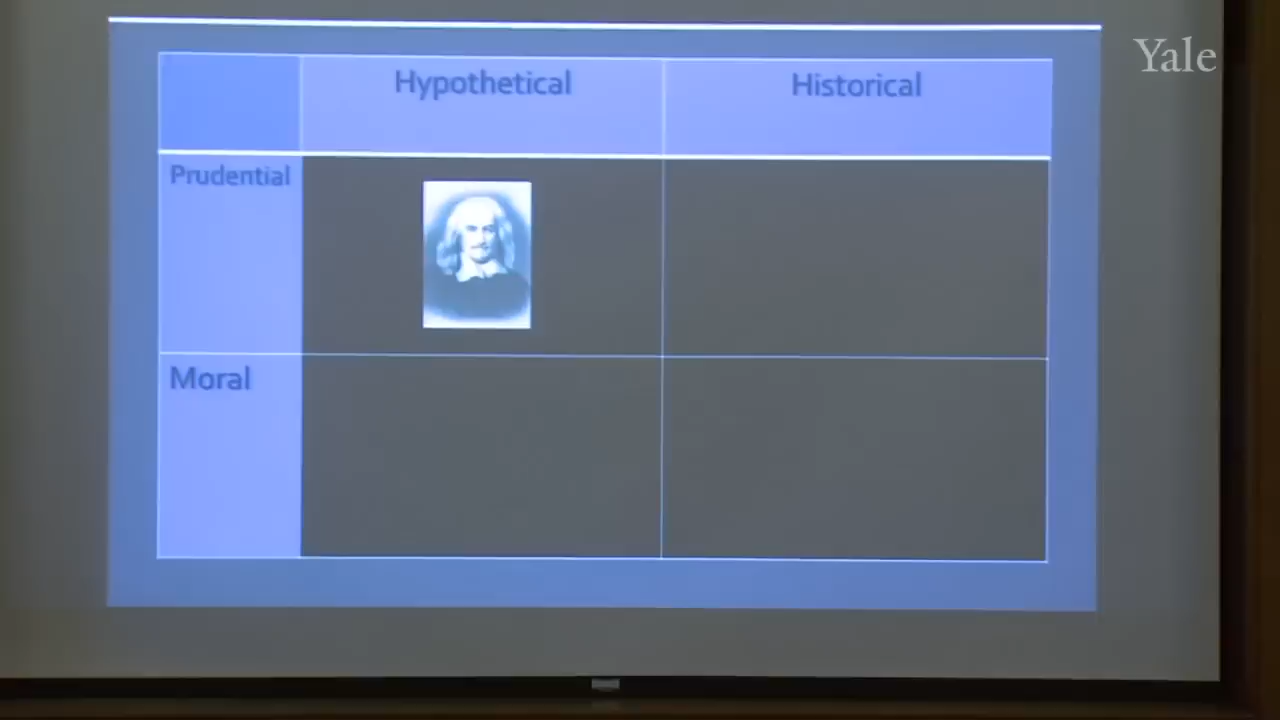 Yale
Hypothetical
Historical
Prudential
Moral